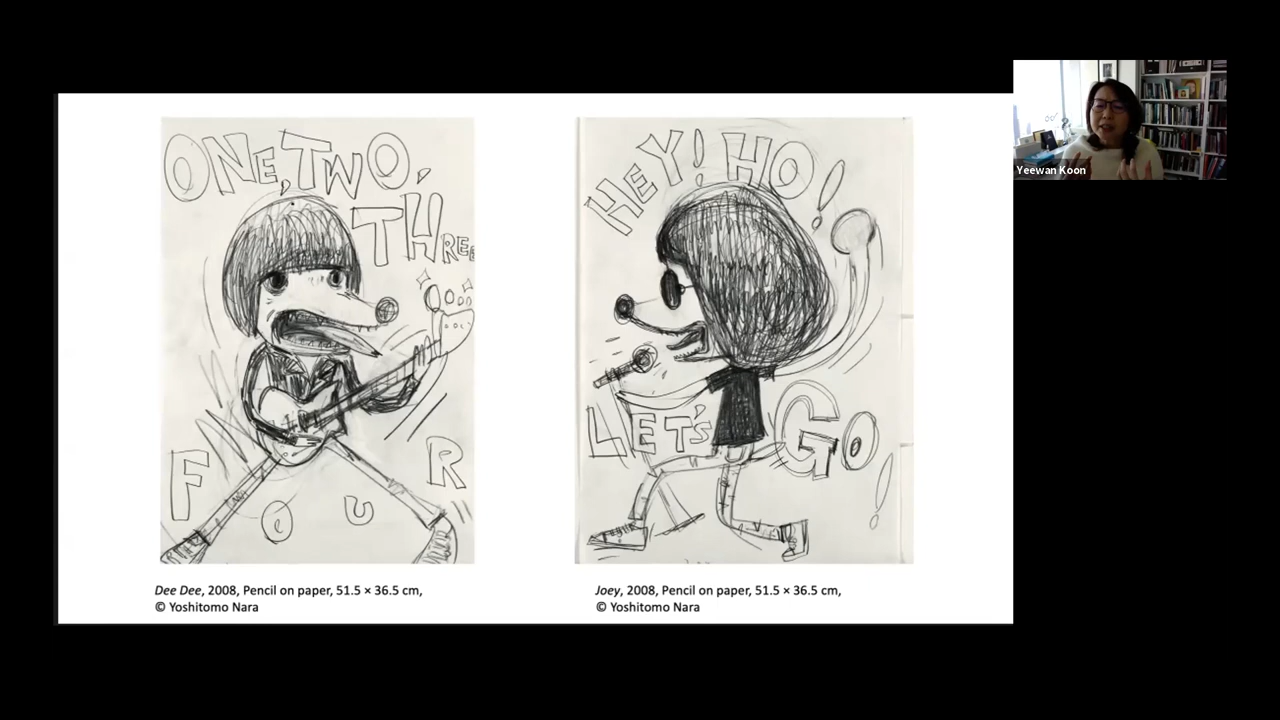 ONE, TWO,
THREE
FOUR
Dee Dee, 2008, Pencil on paper, 51.5 × 36.5 cm,
© Yoshitomo Nara
HEY! HO!
LET'S GO!
Joey, 2008, Pencil on paper, 51.5 × 36.5 cm,
© Yoshitomo Nara
Yeewan Koon